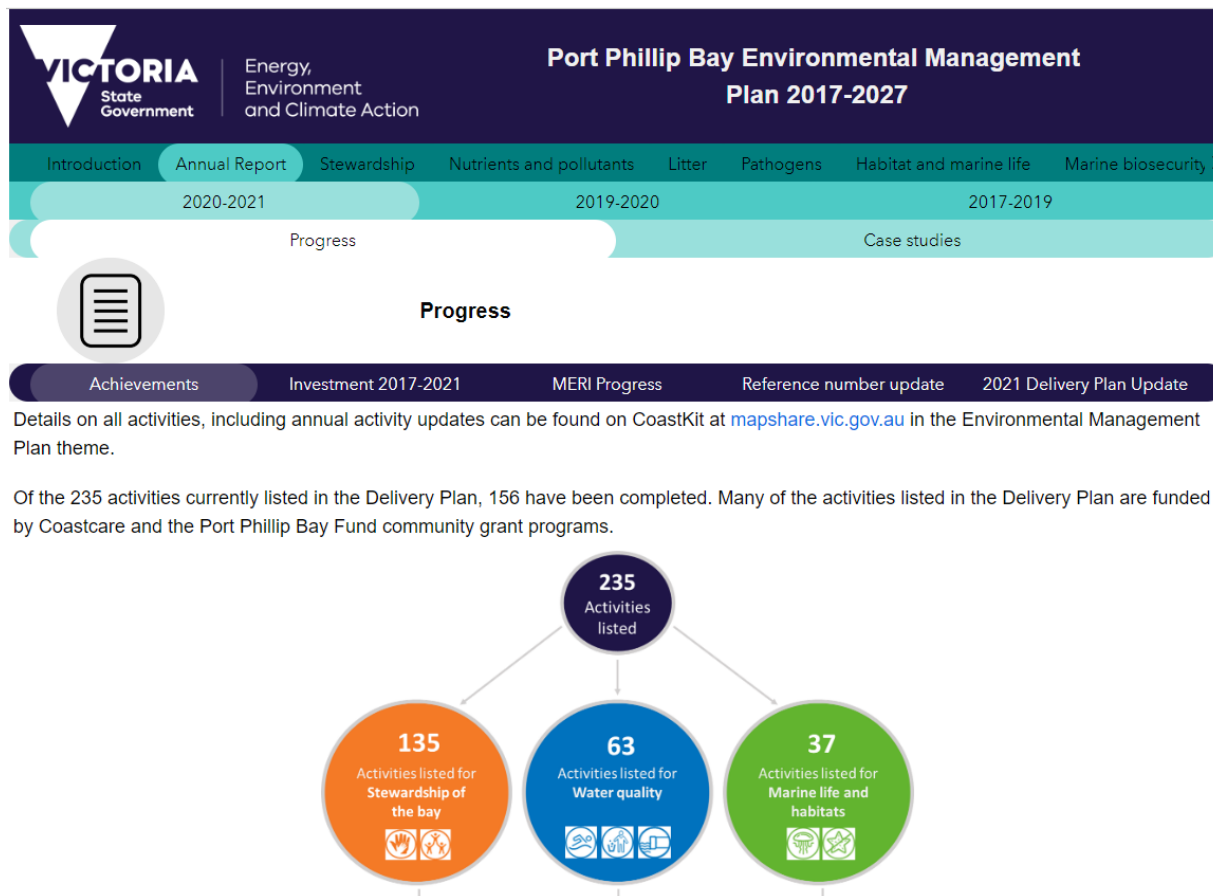 VICTORIA
State
Government
Energy,
Environment
and Climate Action
Port Phillip Bay Environmental Management
Plan 2017-2027
Introduction Annual Report Stewardship Nutrients and pollutants Litter Pathogens Habitat and marine life Marine biosecurity
2020-2021 2019-2020 2017-2019
Progress Case studies
Progress
Achievements Investment 2017-2021 MERI Progress Reference number update 2021 Delivery Plan Update
Details on all activities, including annual activity updates can be found on CoastKit at mapshare.vic.gov.au in the Environmental Management
Plan theme.
Of the 235 activities currently listed in the Delivery Plan, 156 have been completed. Many of the activities listed in the Delivery Plan are funded
by Coastcare and the Port Phillip Bay Fund community grant programs.
235
Activities
listed
135
Activities listed for
Stewardship of
the bay
63
Activities listed for
Water quality
37
Activities listed for
Marine life and
habitats